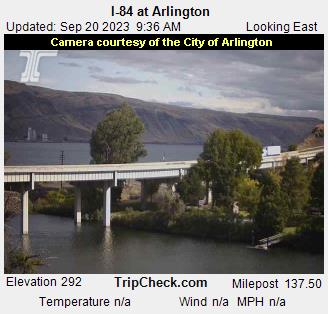 I-84 at Arlington
Updated: Sep 20 2023 9:36 AM Looking East
Camera courtesy of the City of Arlington
Elevation 292 TripCheck.com Milepost 137.50
Temperature n/a Wind n/a MPH n/a